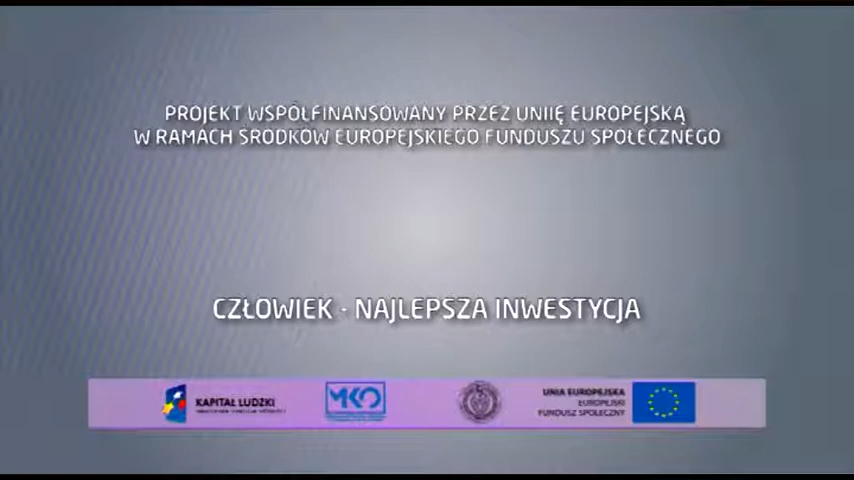 PROJEKT WSPÓŁFINANSOWANY PRZEZ UNIĘ EUROPEJSKĄ
W RAMACH ŚRODKÓW EUROPEJSKIEGO FUNDUSZU SPOŁECZNEGO
CZŁOWIEK - NAJLEPSZA INWESTYCJA
KAPITAŁ LUDZKI
MKO
UNIA EUROPEJSKA
EUROPEJSKI
FUNDUSZ SPOŁECZNY